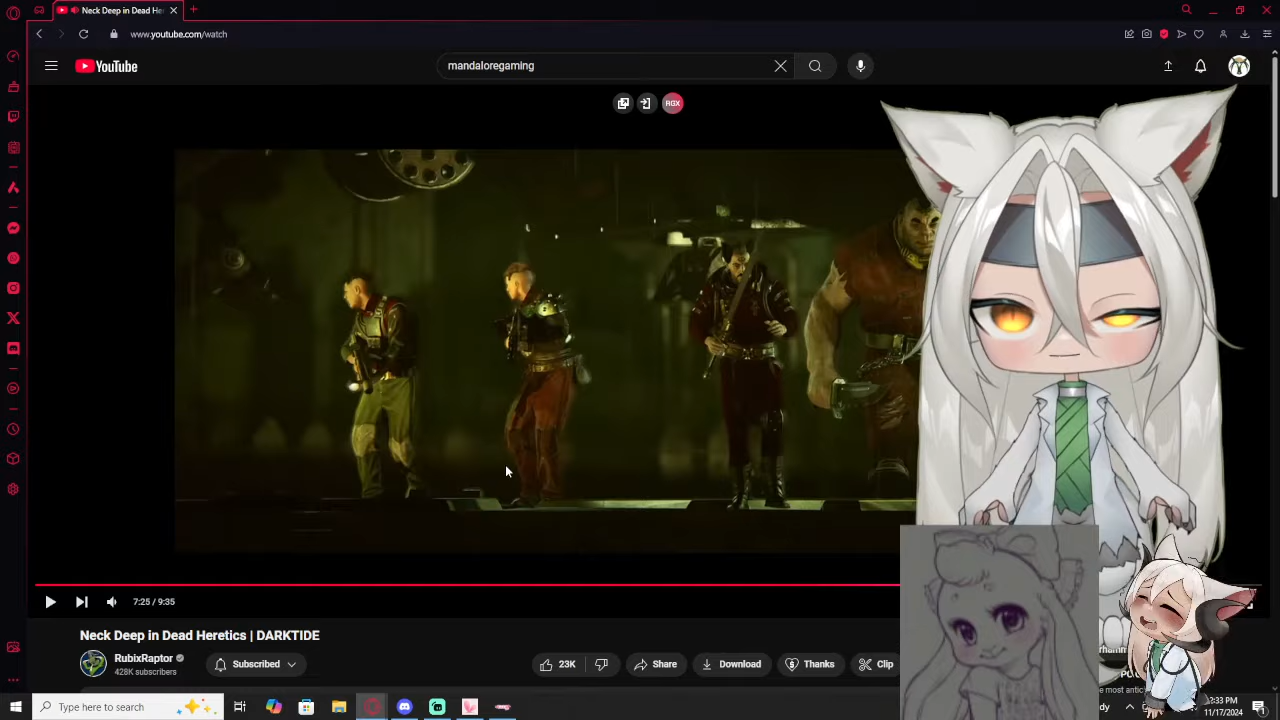 Neck Deep in Dead He
www.youtube.com/watch
YouTube
mandaloregaming
RGX
7:25 / 9:35
Neck Deep in Dead Heretics | DARKTIDE
RubixRaptor
428K subscribers
Subscribed
23K
Share
Download
Thanks
Clip
Type here to search
:33 PM
11/17/2024